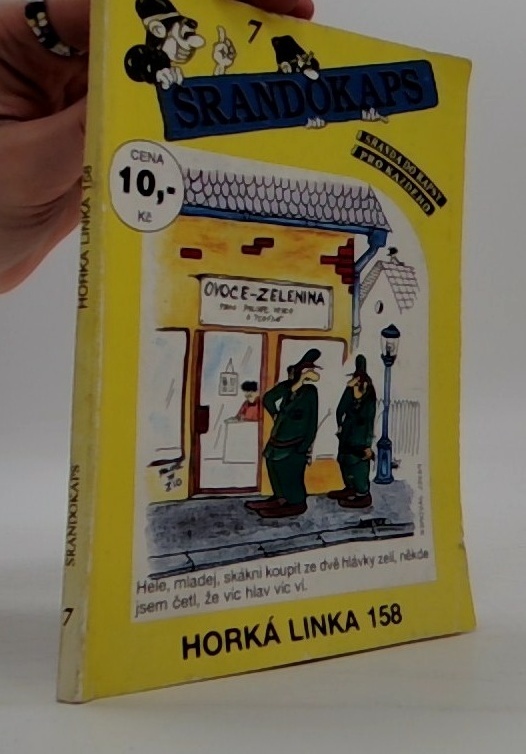 7
SRANDOKAPS
SRANDA DO KAPSY
PRO KAŽDÉHO
CENA
10,-
Kč
OVOCE-ZELENINA
Hele, mladej, skákni koupit ze dvě hlávky zelí, někde
jsem četl, že víc hlav víc ví.
HORKÁ LINKA 158
HORKÁ LINKA 158
SRANDOKAPS
7